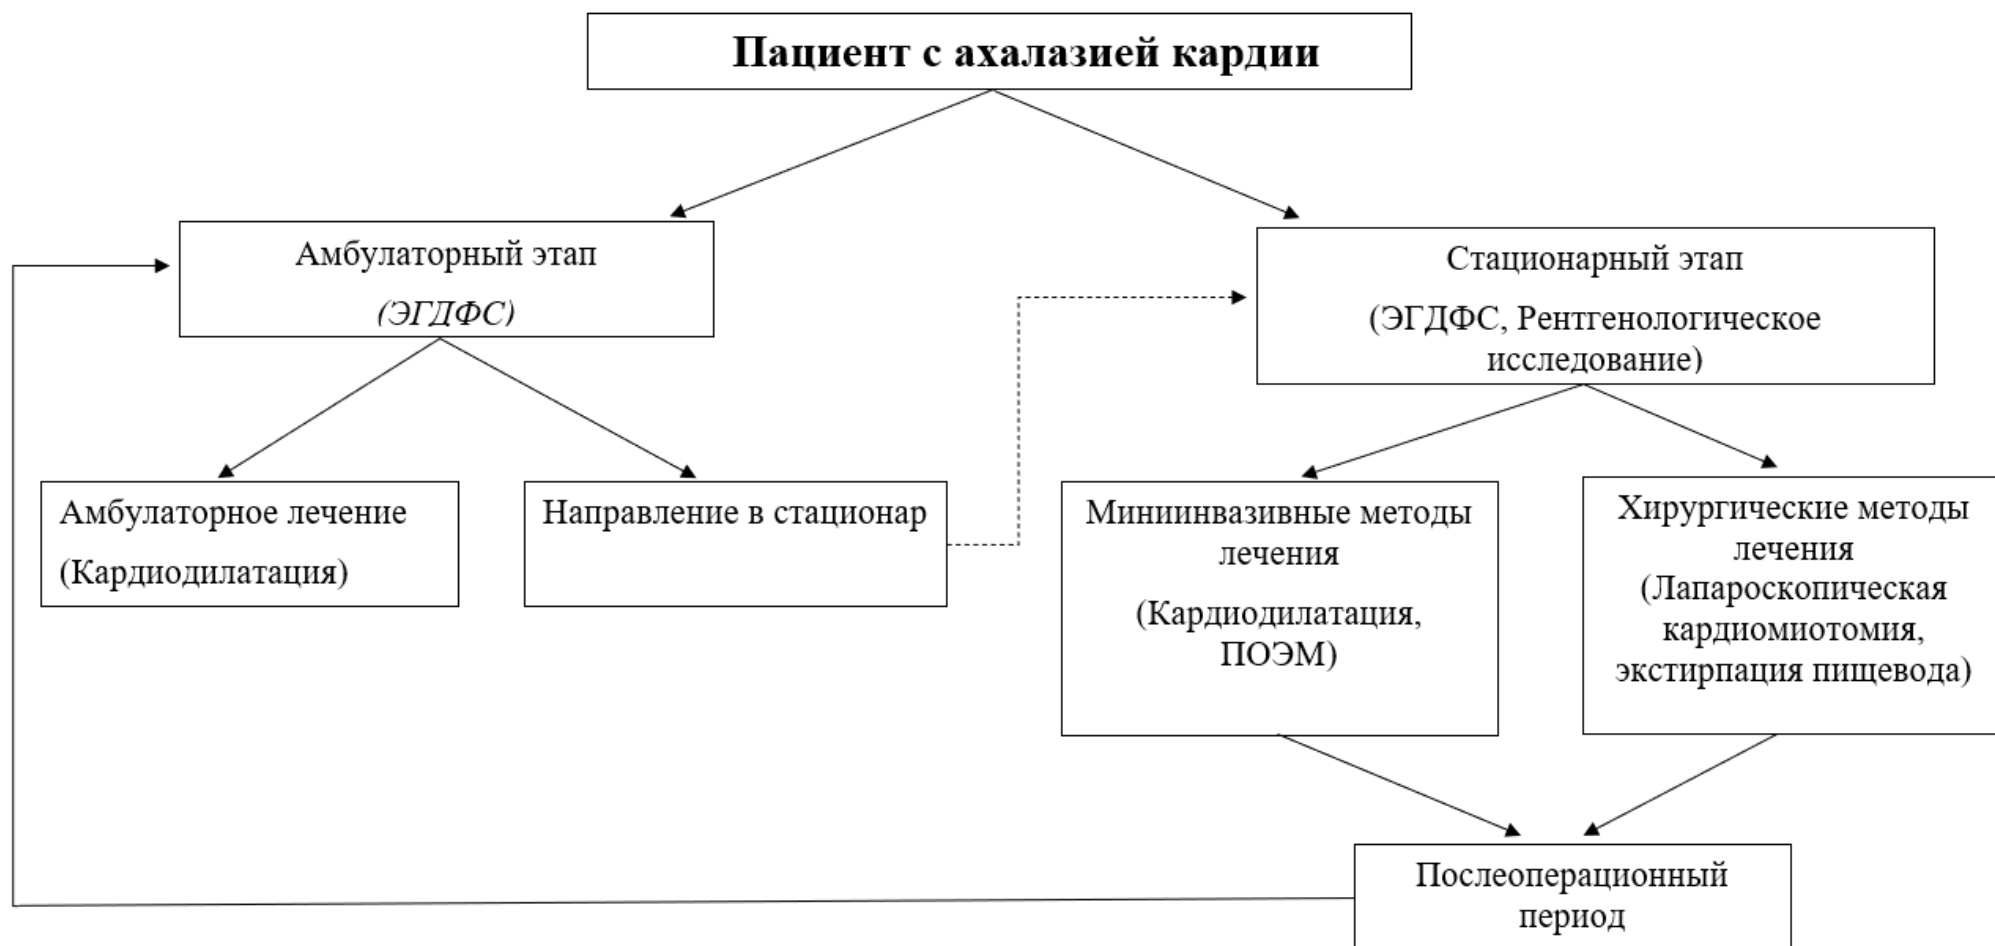 Пациент с ахалазией кардии
Амбулаторный этап
(ЭГДФС)
Стационарный этап
(ЭГДФС, Рентгенологическое
исследование)
Амбулаторное лечение
(Кардиодилатация)
Направление в стационар
Миниинвазивные методы
лечения
(Кардиодилатация,
ПОЭМ)
Хирургические методы
лечения
(Лапароскопическая
кардиомиотомия,
экстирпация пищевода)
Послеоперационный
период